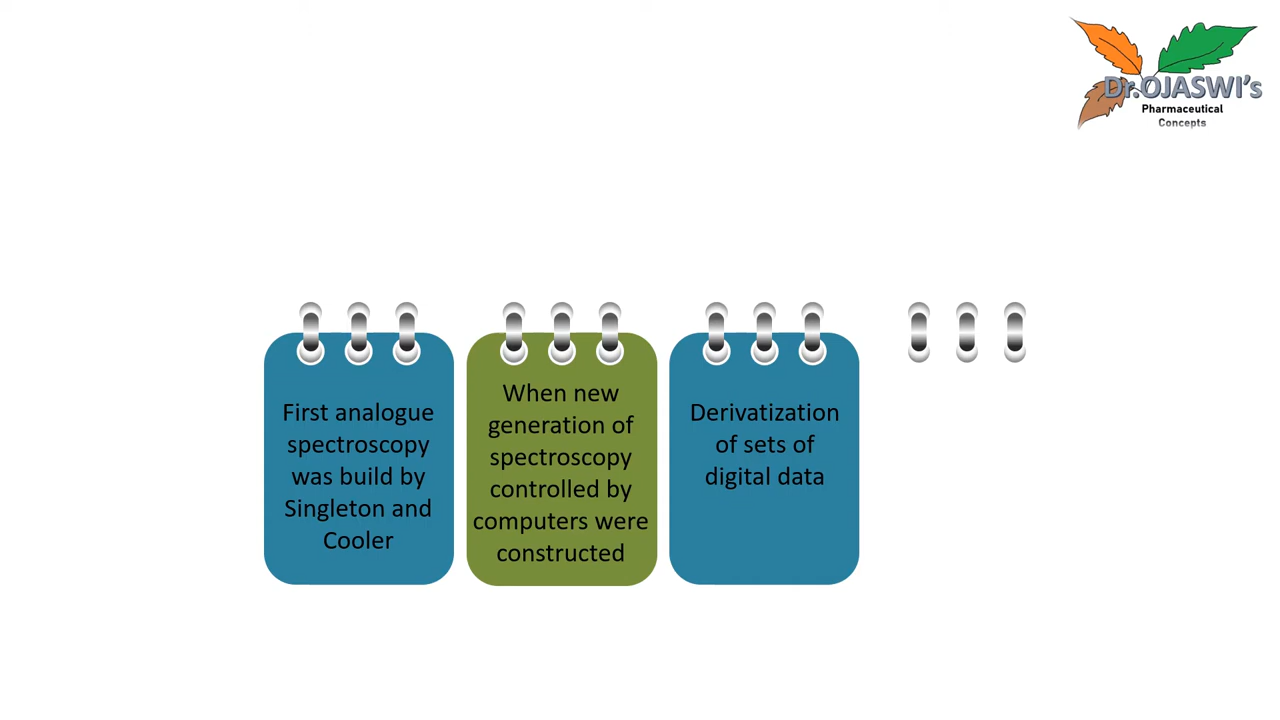 Dr.OJASWI's
Pharmaceutical
Concepts
First analogue
spectroscopy
was build by
Singleton and
Cooler
When new
generation of
spectroscopy
controlled by
computers were
constructed
Derivatization
of sets of
digital data